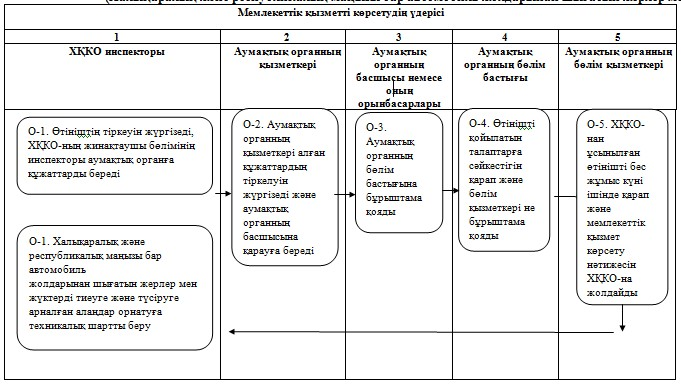 Мемлекеттік қызметті көрсетудің үдерісі
1
2
3
4
5
ХҚКО инспекторы
Аумақтық органның
қызметкері
Аумақтық
органның
басшысы немесе
оның
орынбасарлары
Аумақтық
органның бөлім
бастығы
Аумақтық органның
бөлім қызметкері
О-1. Өтініштің тіркеуін жүргізеді,
ХҚКО-ның жинақтаушы бөлімінің
инспекторы аумақтық органға
құжаттарды береді
О-1. Халықаралық және
республикалық маңызы бар
автомобиль
жолдарынан шығатын жерлер мен
жүктерді тиеуге және түсіруге
арналған алаңдар орнатуға
техникалық шартты беру
О-2. Аумақтық
органның
қызметкері алған
құжаттардың
тіркелуін
жүргізеді және
аумақтық
органның
басшысына
қарауға береді
О-3.
Аумақтық
органның
бөлім
бастығына
бұрыштама
қояды
О-4. Өтінішті
қойылатын
талаптарға
сәйкестігін
қарап және
бөлім
қызметкері не
бұрыштама
қояды
О-5. ХҚКО-
нан
ұсынылған
өтінішті бес
жұмыс күні
ішінде қарап
және
мемлекеттік
қызмет
көрсету
нәтижесін
ХҚКО-на
жолдайды